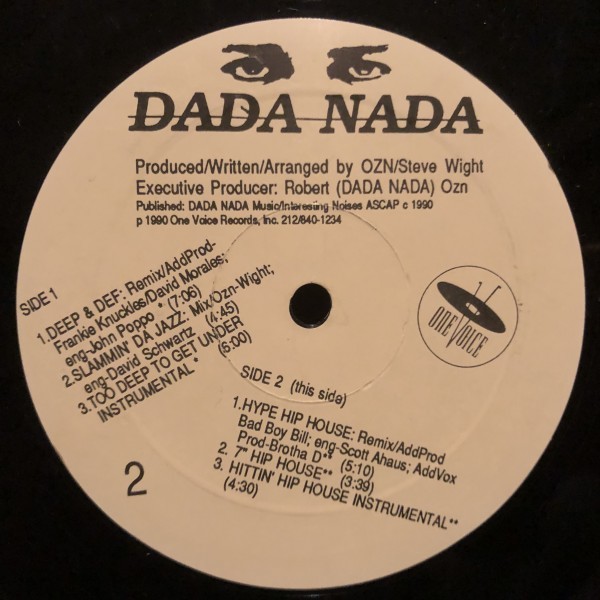 DADA NADA
Produced/Written/Arranged by OZN/Steve Wight
Executive Producer: Robert (DADA NADA) Ozn
Published: DADA NADA Music/Interesting Noises ASCAP c 1990
p 1990 One Voice Records, Inc. 212/840-1234
SIDE 1
1.DEEP & DEF: Remix/AddProd-
Frankie Knuckles/David Morales;
eng-John Poppo * (7:06)
2.SLAMMIN' DA JAZZ: Mix/Ozn-Wight;
eng-David Schwartz (4:45)
3.TOO DEEP TO GET UNDER
INSTRUMENTAL * (6:00)
ONE VOICE
SIDE 2 (this side)
1.HYPE HIP HOUSE: Remix/AddProd
Bad Boy Bill; eng-Scott Ahaus; AddVox
Prod-Brotha D** (5:10)
2. 7" HIP HOUSE** (3:39)
3. HITTIN' HIP HOUSE INSTRUMENTAL**
(4:30)
2